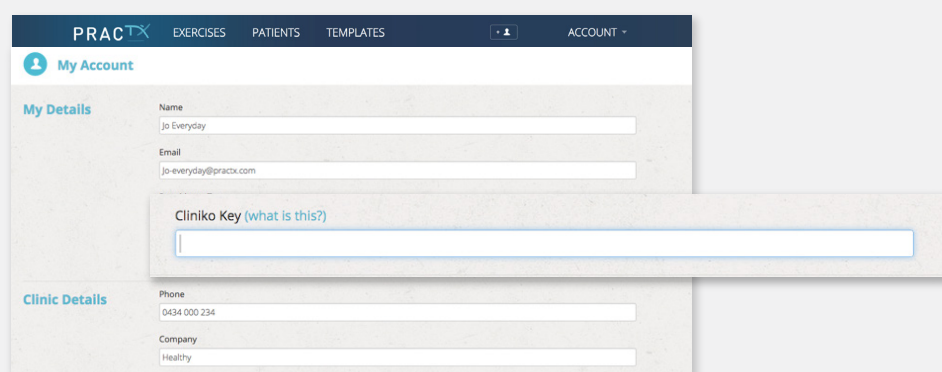 PRACTX EXERCISES PATIENTS TEMPLATES ACCOUNT
My Account
My Details
Name
Jo Everyday
Email
Jo-everyday@practx.com
Cliniko Key (what is this?)
Clinic Details
Phone
0434 000 234
Company
Healthy